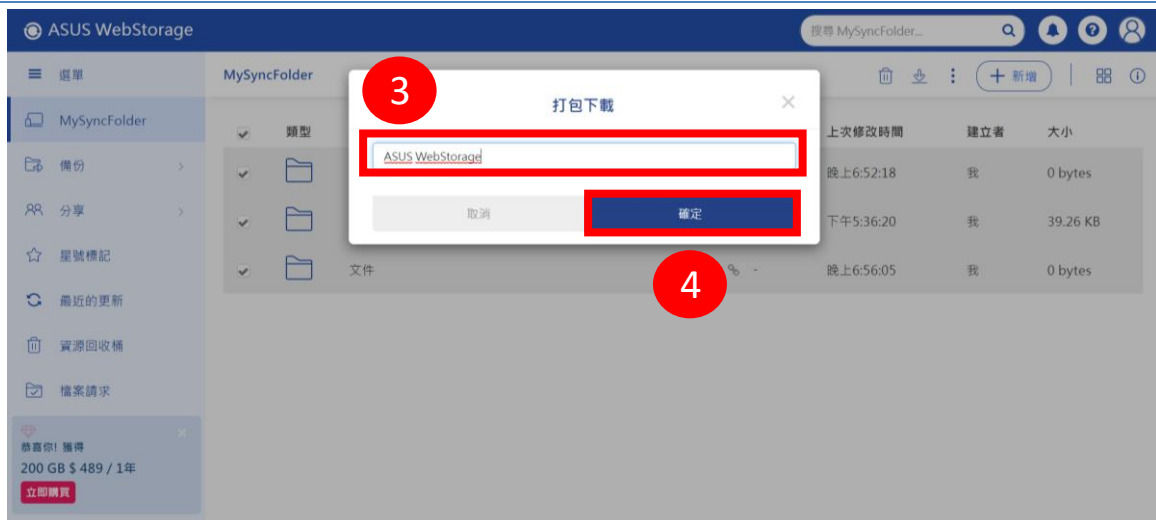 ASUS WebStorage
搜尋 MySyncFolder...
選單
MySyncFolder
新增
3
打包下載
ASUS WebStorage
取消
確定
4
MySyncFolder
備份
分享
星號標記
最近的更新
資源回收桶
檔案請求
類型
上次修改時間
建立者
大小
晚上6:52:18
我
0 bytes
下午5:36:20
我
39.26 KB
文件
-
晚上6:56:05
我
0 bytes
恭喜你! 獲得
200 GB $ 489 / 1年
立即購買